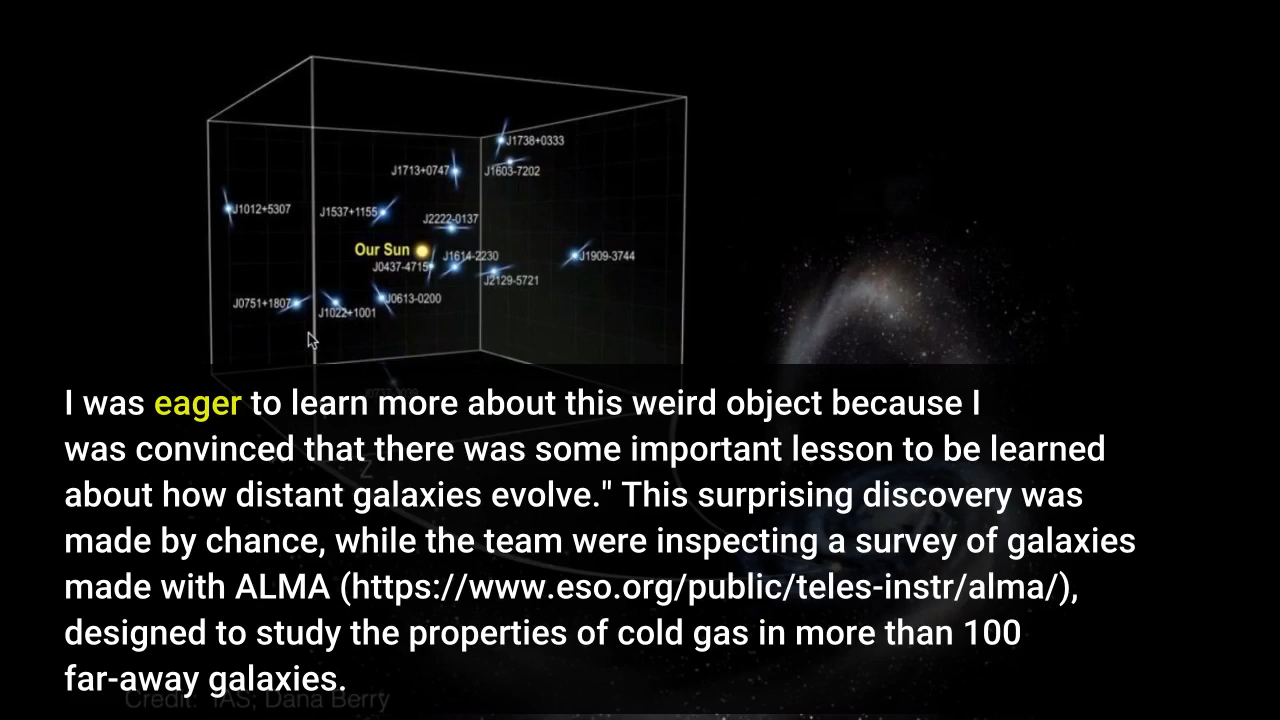 J1738+0333
J1713+0747
J1603-7202
J1012+5307
J1537+1155
J2222-0137
Our Sun
J1614-2230
J1909-3744
J0437-4715
J2129-5721
J0751+1807
J0613-0200
J1022+1001
I was eager to learn more about this weird object because I
was convinced that there was some important lesson to be learned
about how distant galaxies evolve." This surprising discovery was
made by chance, while the team were inspecting a survey of galaxies
made with ALMA (https://www.eso.org/public/teles-instr/alma/),
designed to study the properties of cold gas in more than 100
far-away galaxies.
Z
Credit: IAS; Dana Berry